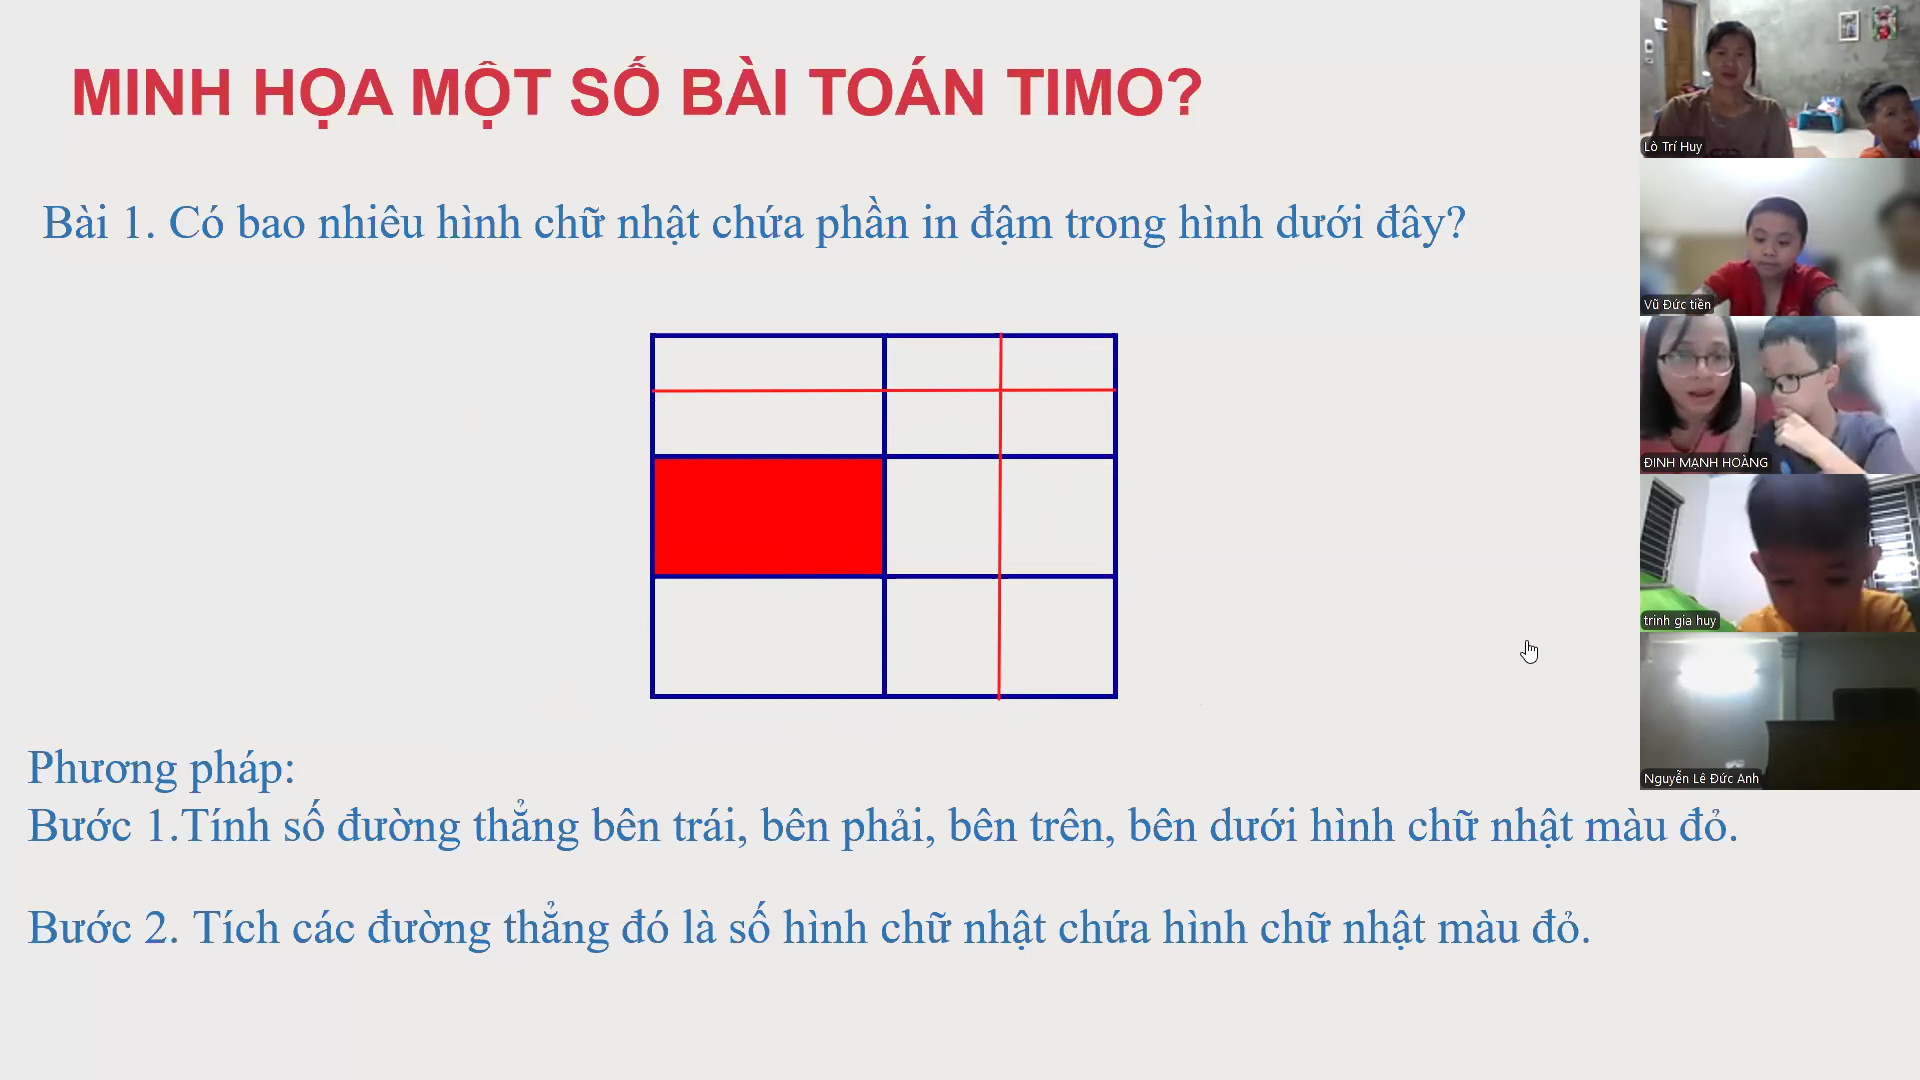 MINH HỌA MỘT SỐ BÀI TOÁN TIMO?
Bài 1. Có bao nhiêu hình chữ nhật chứa phần in đậm trong hình dưới đây?
Phương pháp:
Bước 1.Tính số đường thẳng bên trái, bên phải, bên trên, bên dưới hình chữ nhật màu đỏ.
Bước 2. Tích các đường thẳng đó là số hình chữ nhật chứa hình chữ nhật màu đỏ.
Lò Trí Huy
Vũ Đức tiền
ĐINH MẠNH HOÀNG
trinh gia huy
Nguyễn Lê Đức Anh